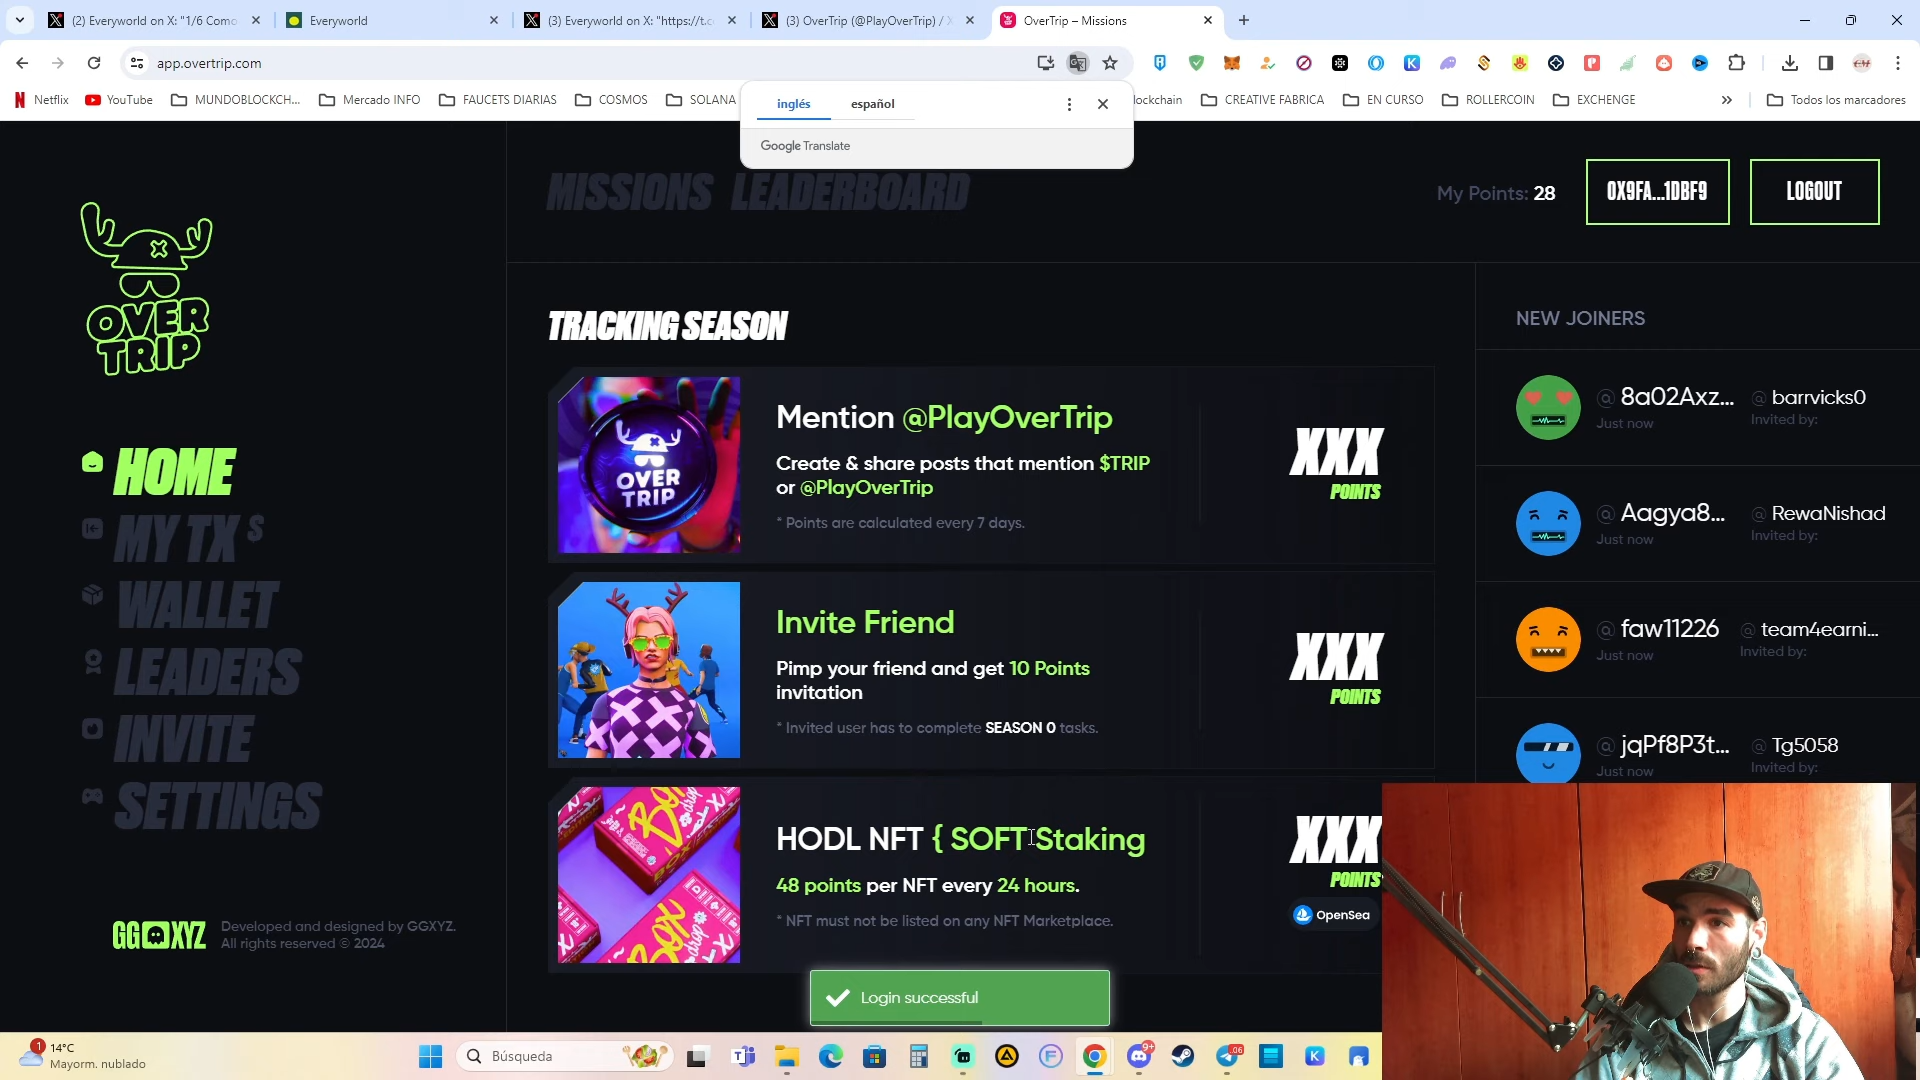 (2) Everyworld on X: "1/6 Como
Everyworld
(3) Everyworld on X: "https://t.c
(3) OverTrip (@PlayOverTrip) / X
OverTrip – Missions
app.overtrip.com
Netflix
YouTube
MUNDOBLOCKCH...
Mercado INFO
FAUCETS DIARIAS
COSMOS
SOLANA
lockchain
CREATIVE FABRICA
EN CURSO
ROLLERCOIN
EXCHENGE
»
Todos los marcadores
inglés
español
Google Translate
OVER
TRIP
MISSIONS
LEADERBOARD
My Points: 28
0X9FA...1DBF9
LOGOUT
HOME
MY TX $
WALLET
LEADERS
INVITE
SETTINGS
GGXYZ
Developed and designed by GGXYZ.
All rights reserved © 2024
TRACKING SEASON
OVER
TRIP
Mention @PlayOverTrip
Create & share posts that mention $TRIP
or @PlayOverTrip
* Points are calculated every 7 days.
XXX
POINTS
Invite Friend
Pimp your friend and get 10 Points
invitation
* Invited user has to complete SEASON 0 tasks.
XXX
POINTS
HODL NFT { SOFT Staking
48 points per NFT every 24 hours.
* NFT must not be listed on any NFT Marketplace.
XXX
POINTS
OpenSea
Login successful
NEW JOINERS
@ 8a02Axz...
Just now
@ barrvicks0
Invited by:
@ Aagya8...
Just now
@ RewaNishad
Invited by:
@ faw11226
Just now
@ team4earni...
Invited by:
@ jqPf8P3t...
Just now
@ Tg5058
Invited by:
1
14°C
Mayorm. nublado
Búsqueda
9+